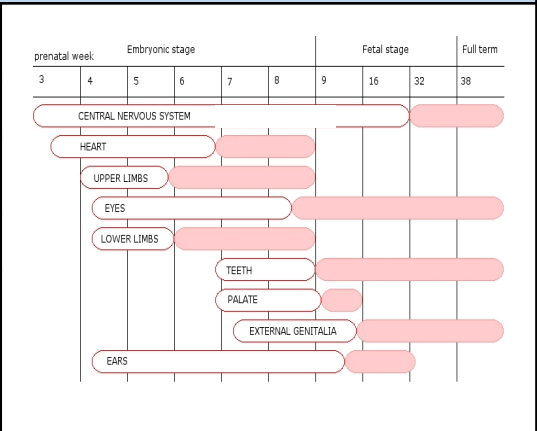 Embryonic stage Fetal stage Full term
prenatal week
3 4 5 6 7 8 9 16 32 38
CENTRAL NERVOUS SYSTEM
HEART
UPPER LIMBS
EYES
LOWER LIMBS
TEETH
PALATE
EXTERNAL GENITALIA
EARS